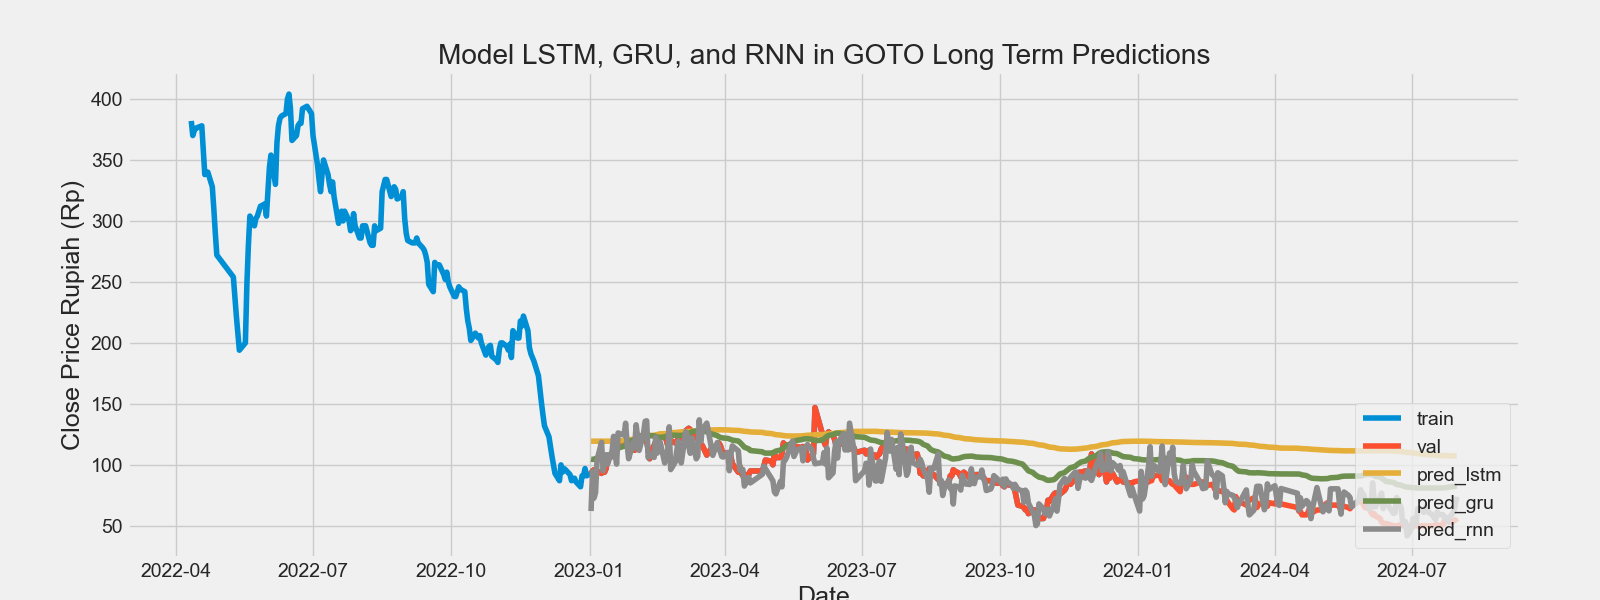 Model LSTM, GRU, and RNN in GOTO Long Term Predictions
Close Price Rupiah (Rp)
400
350
300
250
200
150
100
50
train
val
pred_lstm
pred_gru
pred_rnn
2022-04 2022-07 2022-10 2023-01 2023-04 2023-07 2023-10 2024-01 2024-04 2024-07
Date